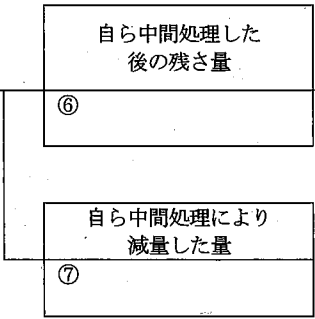 自ら中間処理した
後の残さ量
⑥
自ら中間処理により
減量した量
⑦